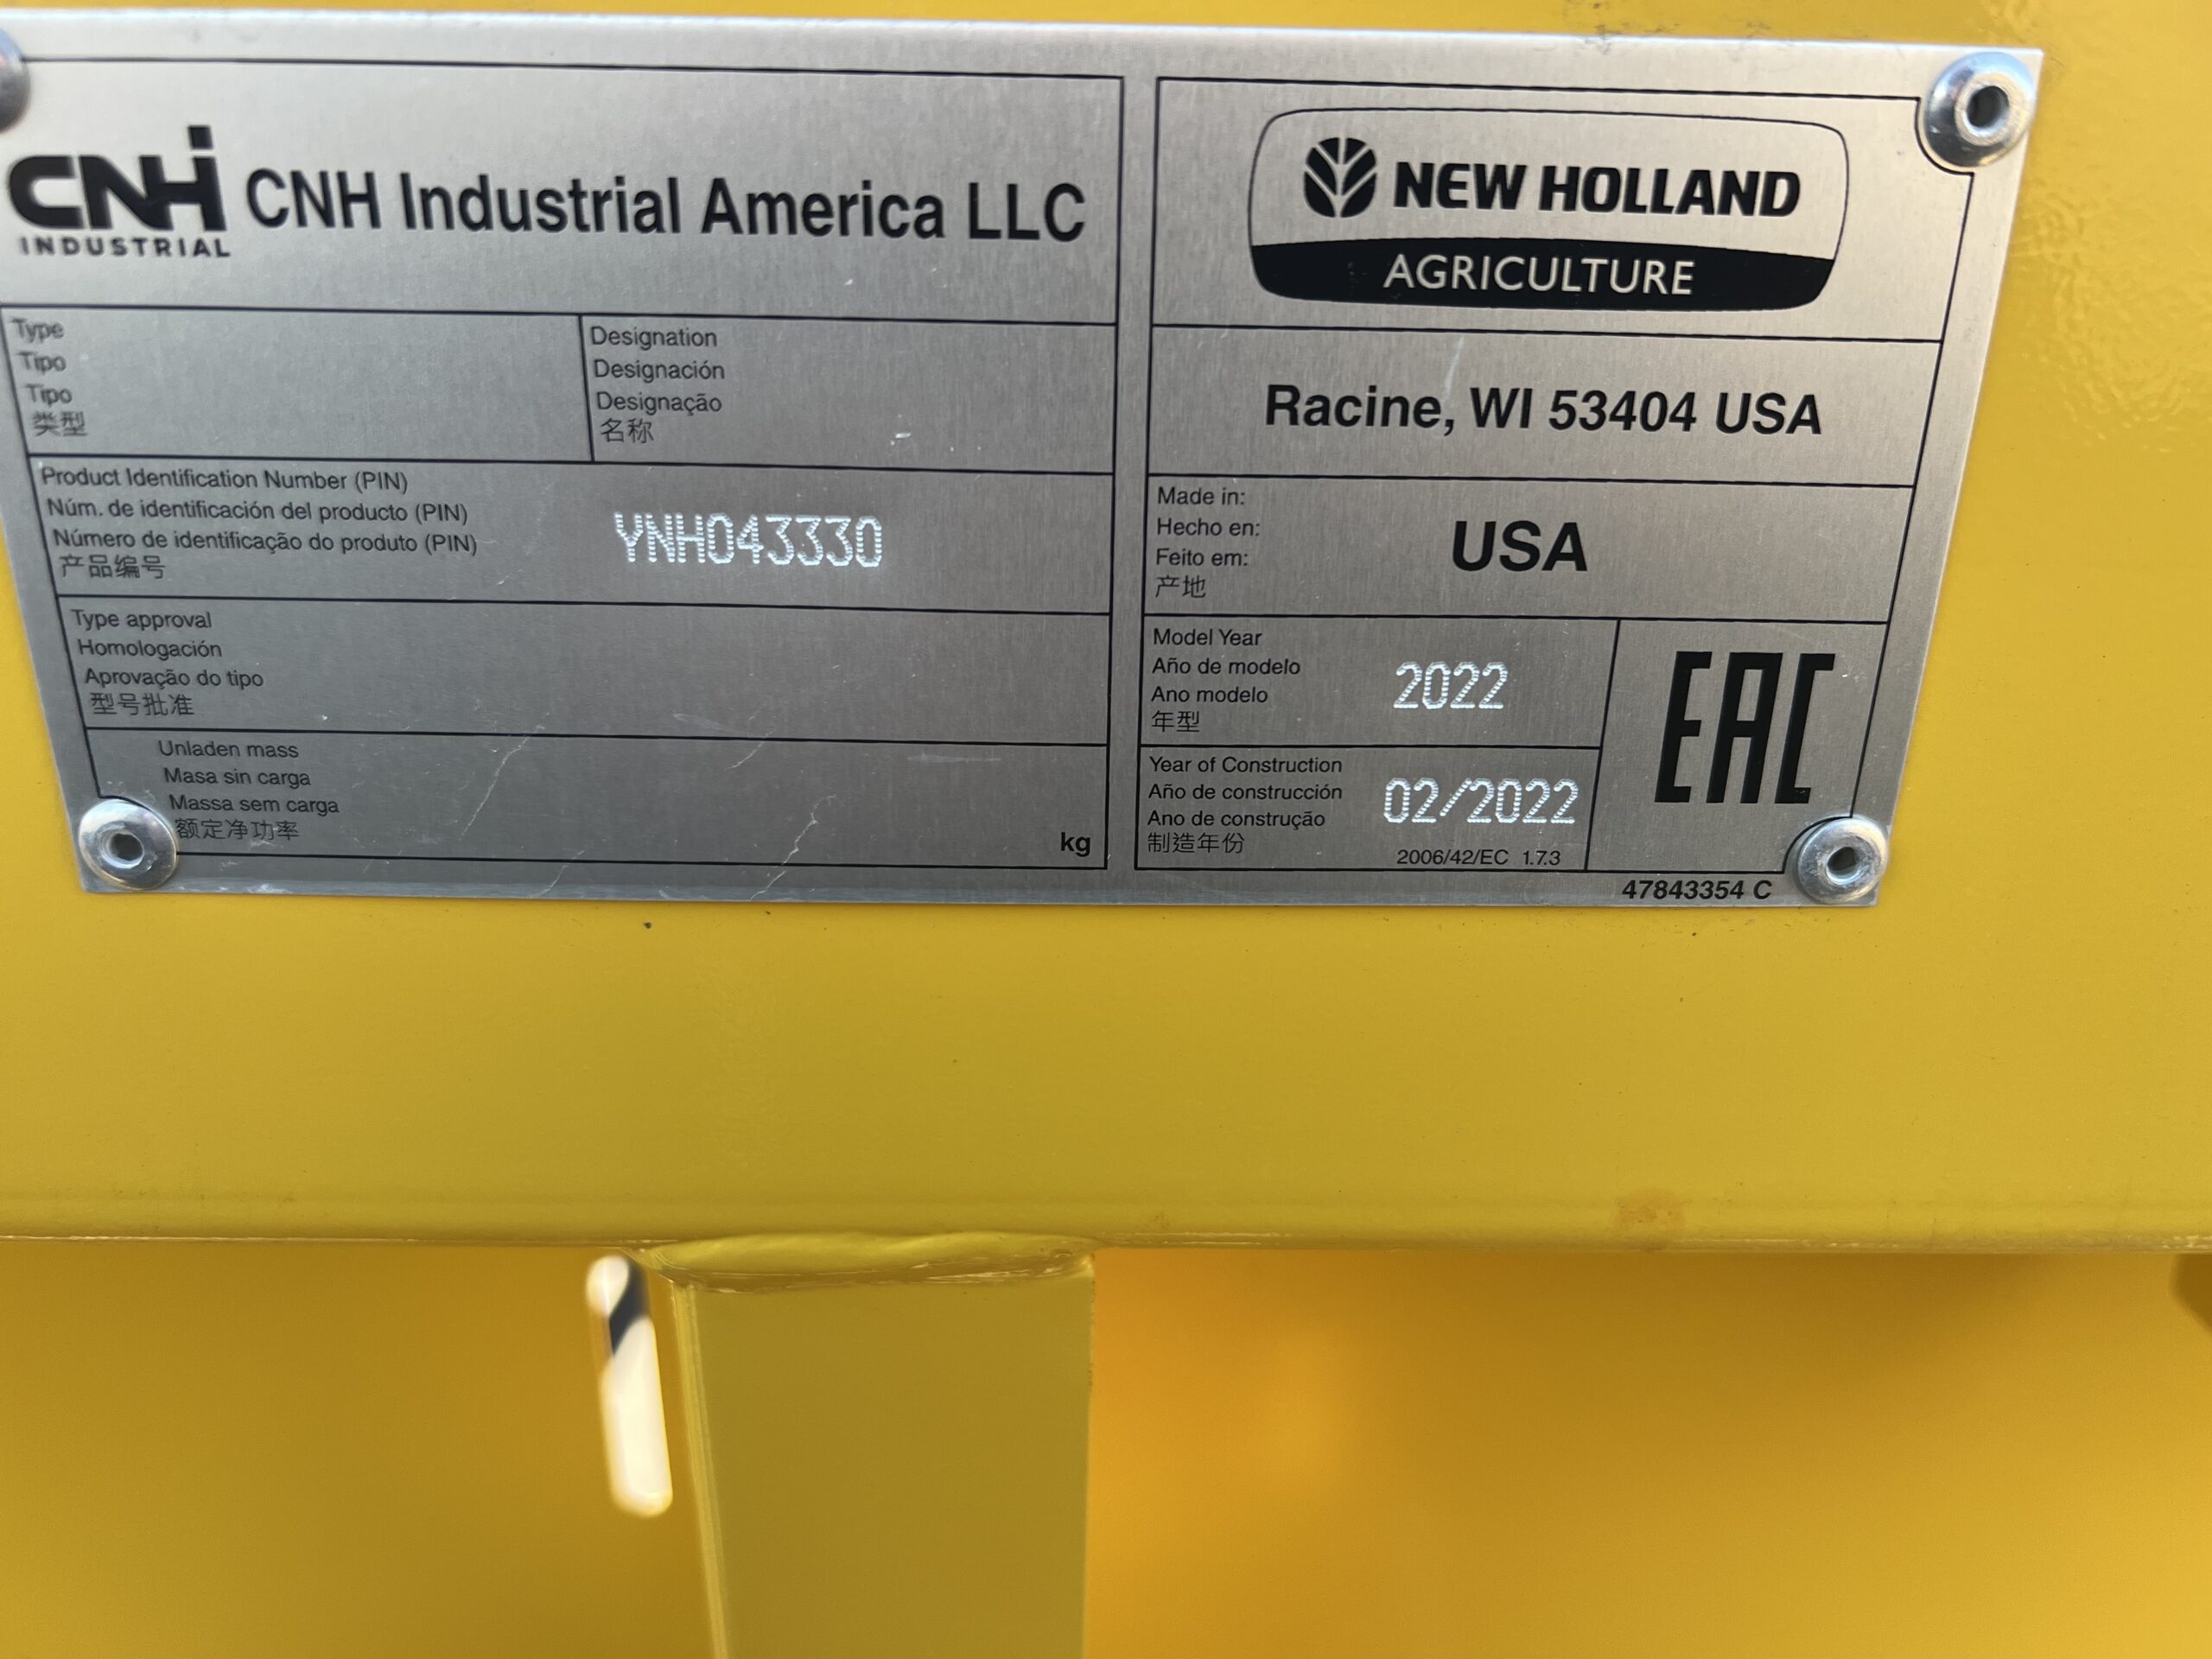 CNHi
INDUSTRIAL
CNH Industrial America LLC
Type
Tipo
Tipo
类型
Designation
Designación
Designação
名称
Product Identification Number (PIN)
Núm. de identificación del producto (PIN)
Número de identificação do produto (PIN)
产品编号
YNH043330
Type approval
Homologación
Aprovação do tipo
型号批准
Unladen mass
Masa sin carga
Massa sem carga
额定净功率
kg
NEW HOLLAND
AGRICULTURE
Racine, WI 53404 USA
Made in:
Hecho en:
Feito em:
产地
USA
Model Year
Año de modelo
Ano modelo
年型
2022
Year of Construction
Año de construcción
Ano de construção
制造年份
02/2022
2006/42/EC 1.7.3
EAC
47843354 C